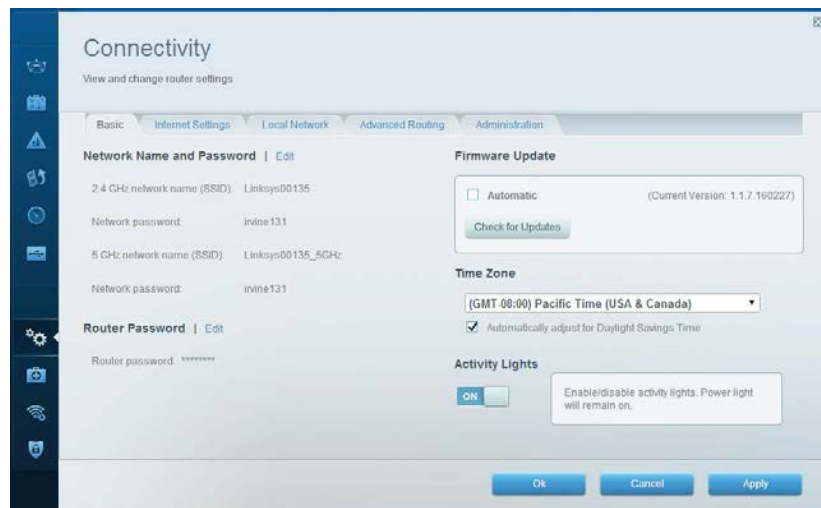 Connectivity
View and change router settings
Basic
Internet Settings
Local Network
Advanced Routing
Administration
Network Name and Password | Edit
2.4 GHz network name (SSID): Linksys00135
Network password: irvine131
5 GHz network name (SSID): Linksys00135_5GHz
Network password: irvine131
Router Password | Edit
Router password: ********
Firmware Update
Automatic
(Current Version: 1.1.7.160227)
Check for Updates
Time Zone
(GMT-08:00) Pacific Time (USA & Canada)
Automatically adjust for Daylight Savings Time
Activity Lights
ON
Enable/disable activity lights. Power light
will remain on.
Ok
Cancel
Apply